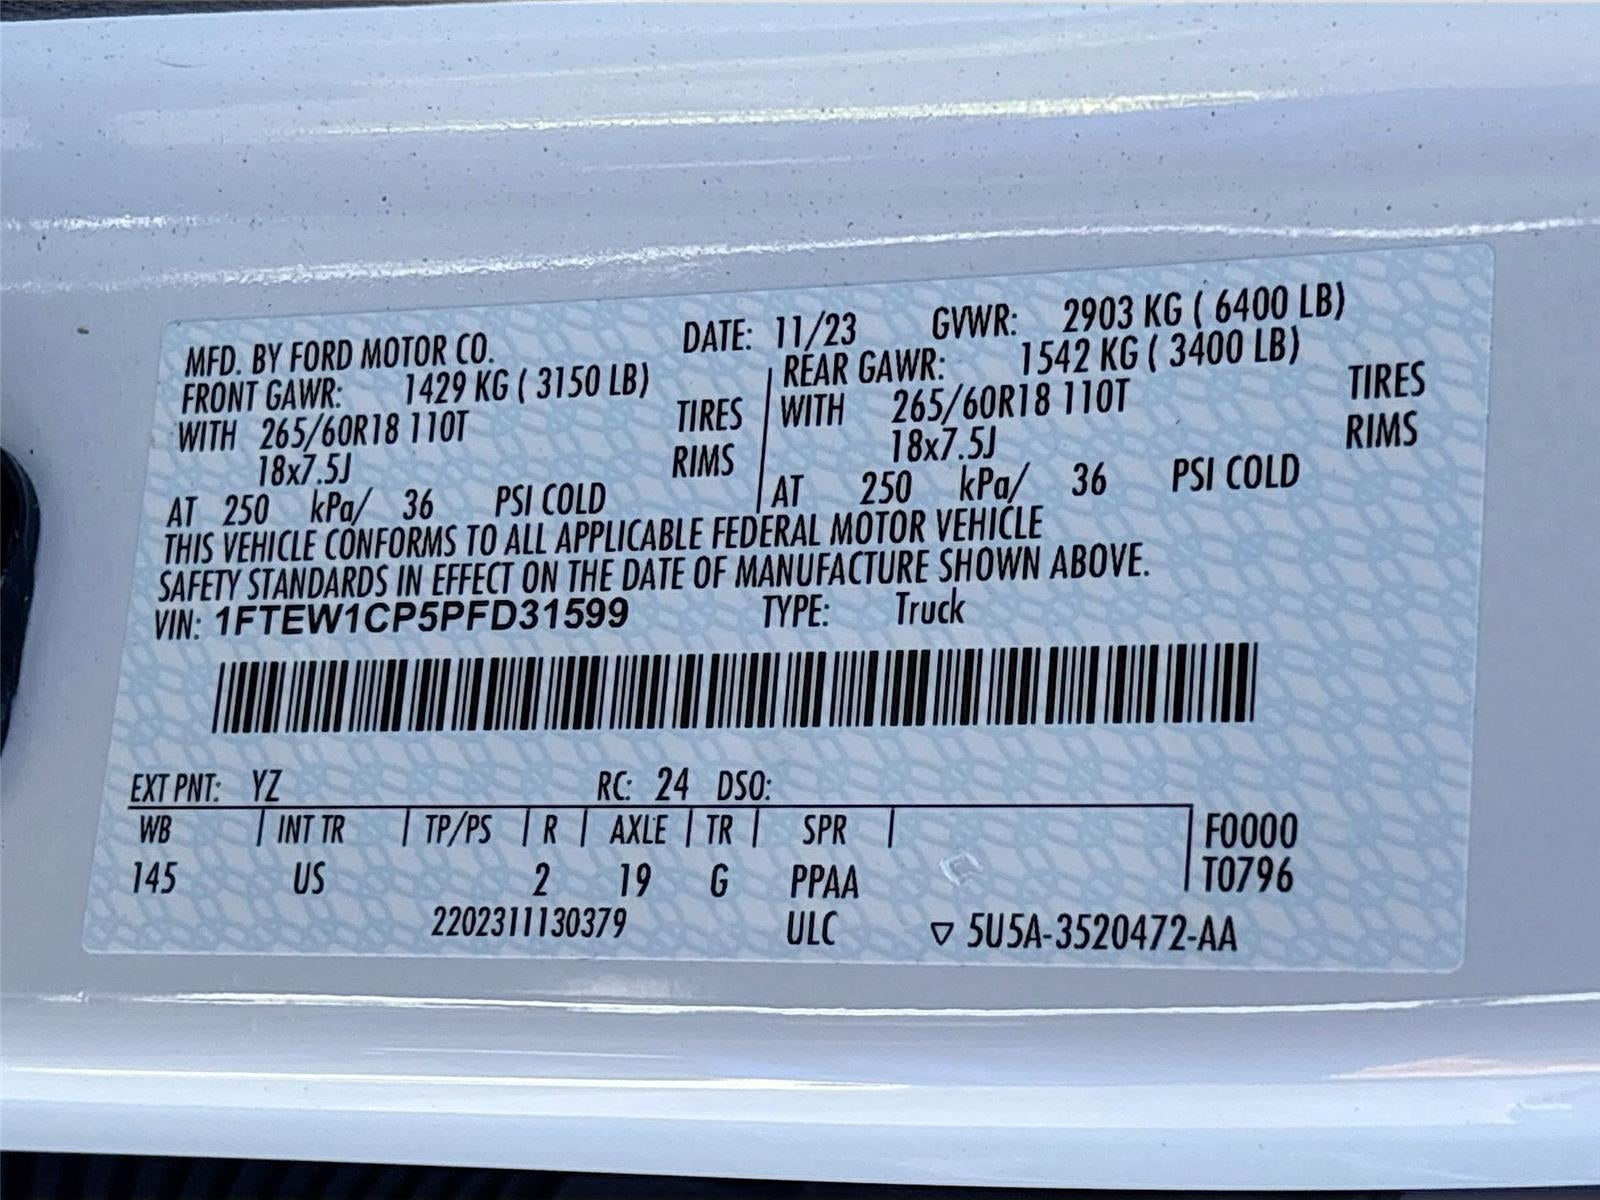 MFD. BY FORD MOTOR CO. DATE: 11/23 GVWR: 2903 KG ( 6400 LB)
FRONT GAWR: 1429 KG ( 3150 LB) REAR GAWR: 1542 KG ( 3400 LB)
WITH 265/60R18 110T TIRES WITH 265/60R18 110T TIRES
18x7.5J RIMS 18x7.5J RIMS
AT 250 kPa/ 36 PSI COLD AT 250 kPa/ 36 PSI COLD
THIS VEHICLE CONFORMS TO ALL APPLICABLE FEDERAL MOTOR VEHICLE
SAFETY STANDARDS IN EFFECT ON THE DATE OF MANUFACTURE SHOWN ABOVE.
VIN: 1FTEW1CP5PFD31599 TYPE: Truck
EXT PNT: YZ RC: 24 DSO:
WB INT TR TP/PS R AXLE TR SPR F0000
145 US 2 19 G PPAA T0796
2202311130379 ULC ▽ 5U5A-3520472-AA